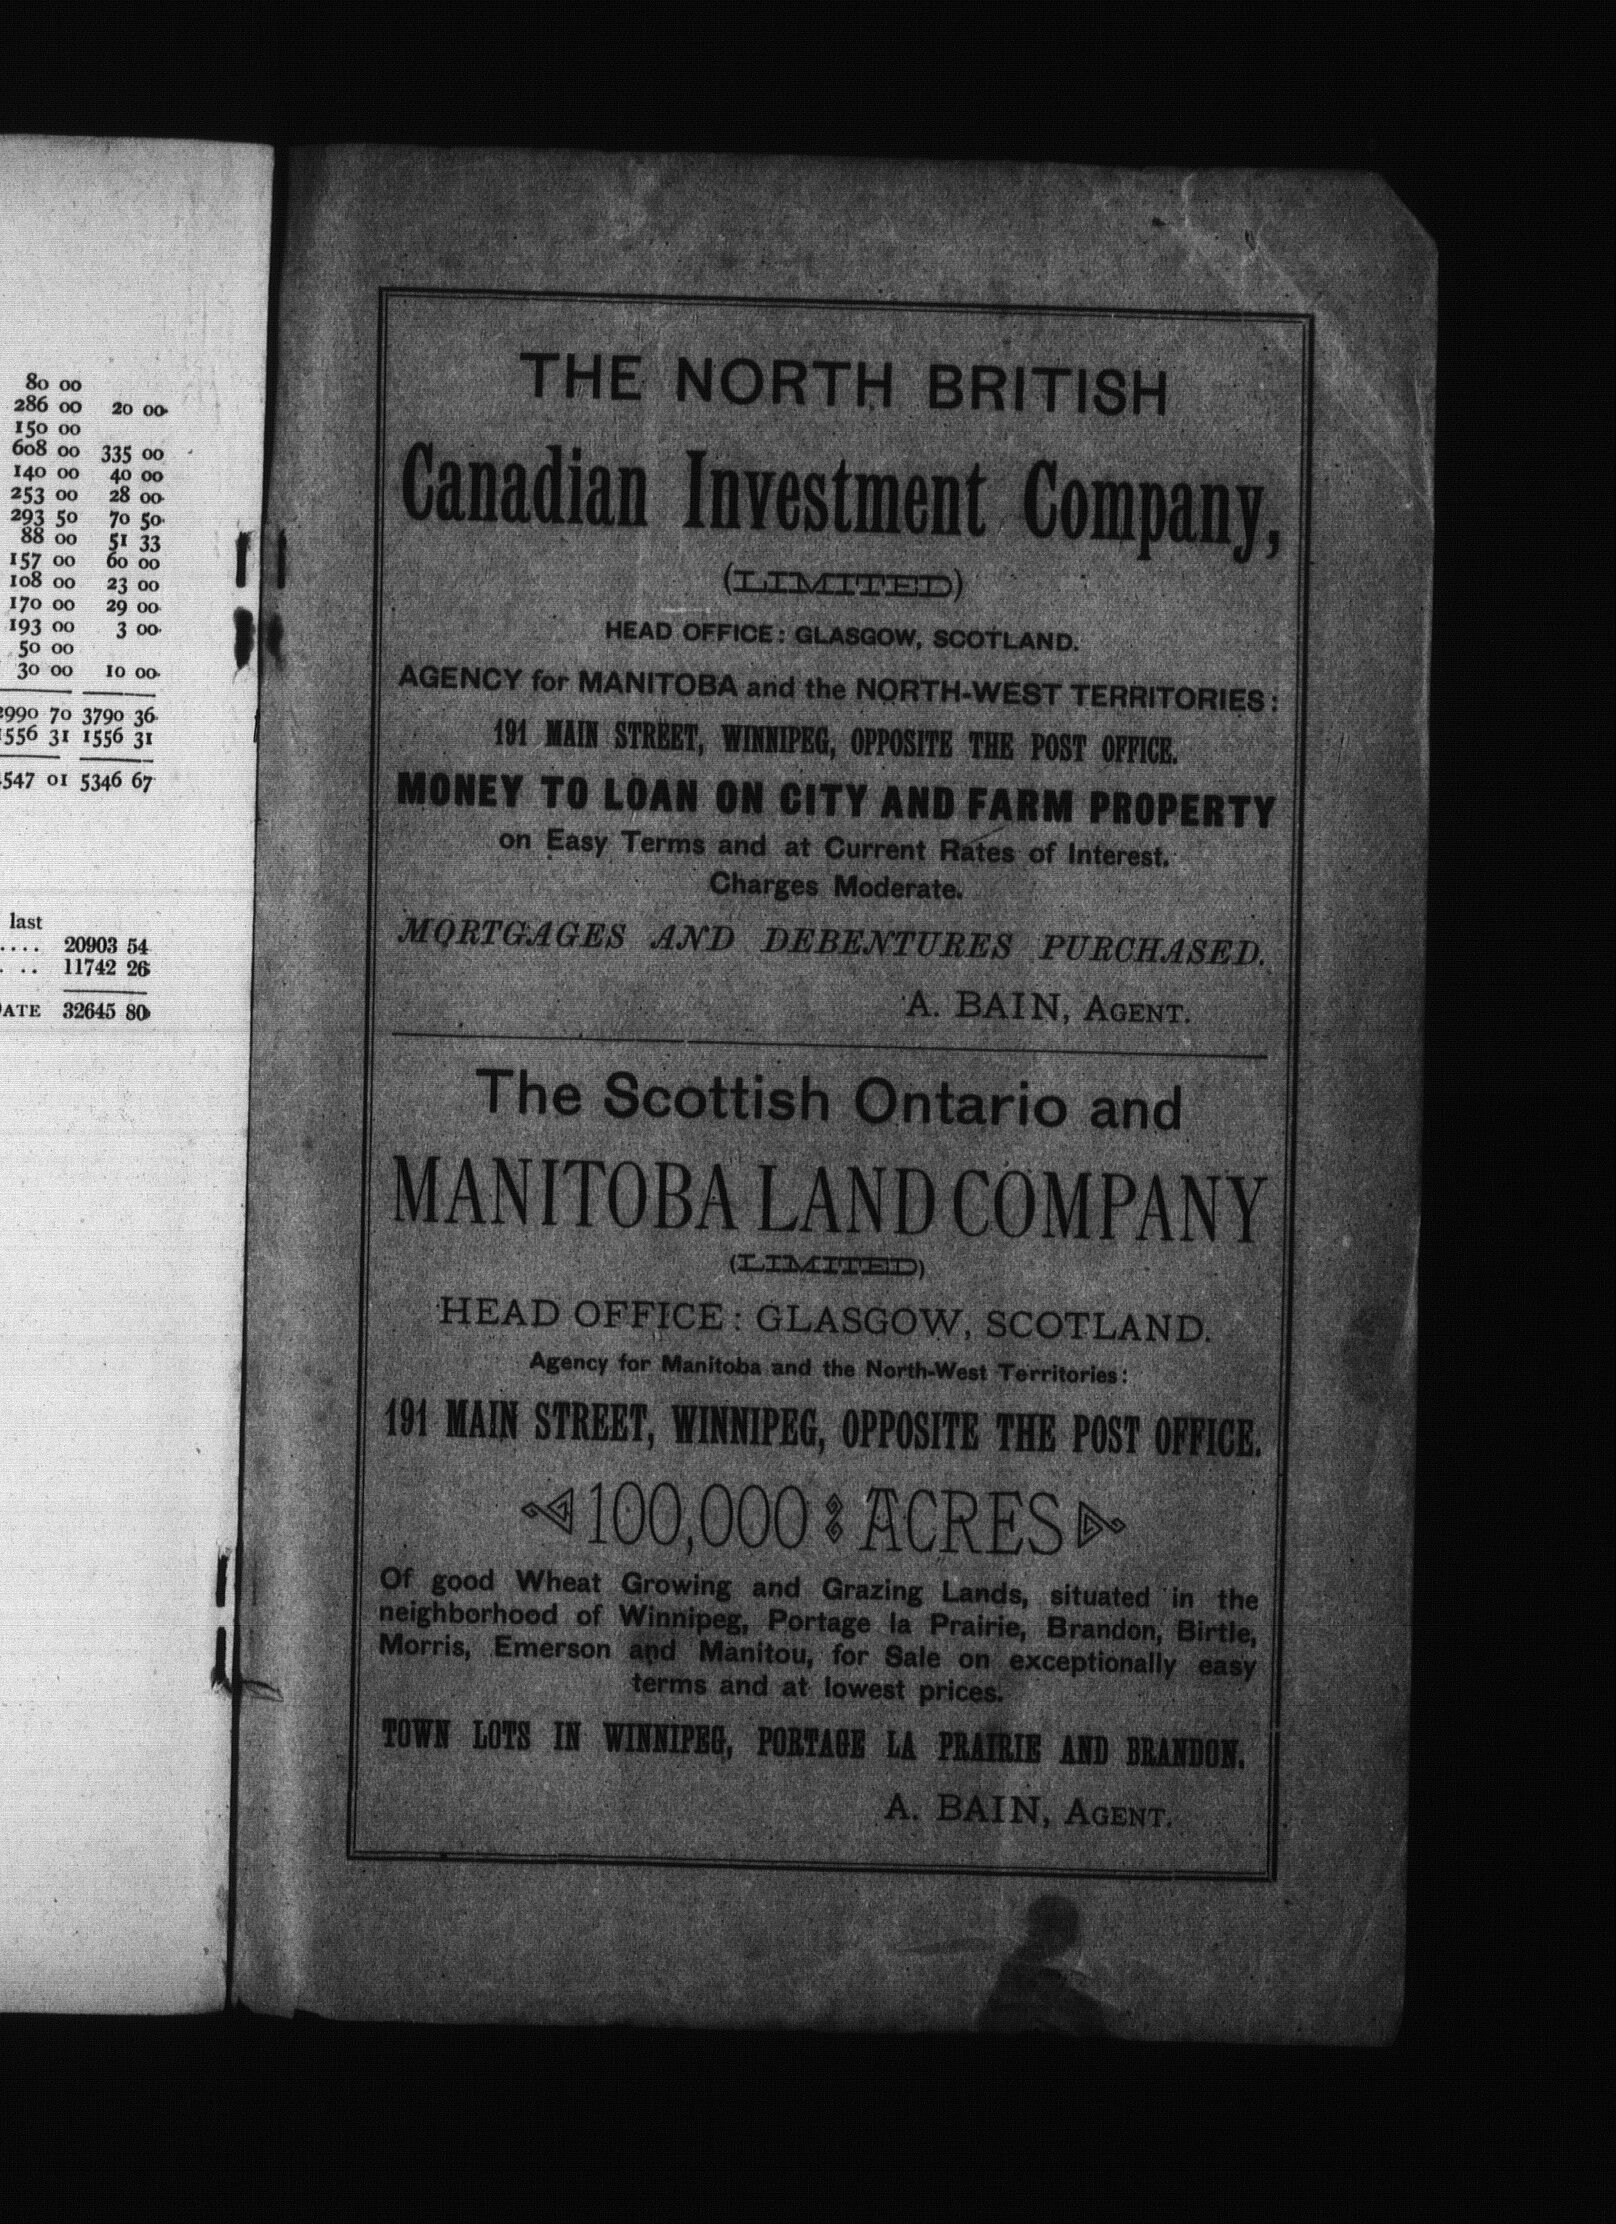 80 00
286 00 20 00
150 00
608 00 335 00
140 00 40 00
253 00 28 00
293 50 70 50
88 00 51 33
157 00 60 00
108 00 23 00
170 00 29 00
193 00 3 00
50 00
30 00 10 00
2990 70 3790 36
1556 31 1556 31
547 01 5346 67
last
.... 20903 54
. .. 11742 26
ATE 32645 80
THE NORTH BRITISH
Canadian Investment Company,
(LIMITED)
HEAD OFFICE: GLASGOW, SCOTLAND.
AGENCY for MANITOBA and the NORTH-WEST TERRITORIES:
191 MAIN STREET, WINNIPEG, OPPOSITE THE POST OFFICE.
MONEY TO LOAN ON CITY AND FARM PROPERTY
on Easy Terms and at Current Rates of Interest.
Charges Moderate.
MORTGAGES AND DEBENTURES PURCHASED.
A. BAIN, AGENT.
The Scottish Ontario and
MANITOBA LAND COMPANY
(LIMITED)
HEAD OFFICE: GLASGOW, SCOTLAND.
Agency for Manitoba and the North-West Territories:
191 MAIN STREET, WINNIPEG, OPPOSITE THE POST OFFICE.
100,000 ACRES
Of good Wheat Growing and Grazing Lands, situated in the
neighborhood of Winnipeg, Portage la Prairie, Brandon, Birtle,
Morris, Emerson and Manitou, for Sale on exceptionally easy
terms and at lowest prices.
TOWN LOTS IN WINNIPEG, PORTAGE LA PRAIRIE AND BRANDON.
A. BAIN, AGENT.